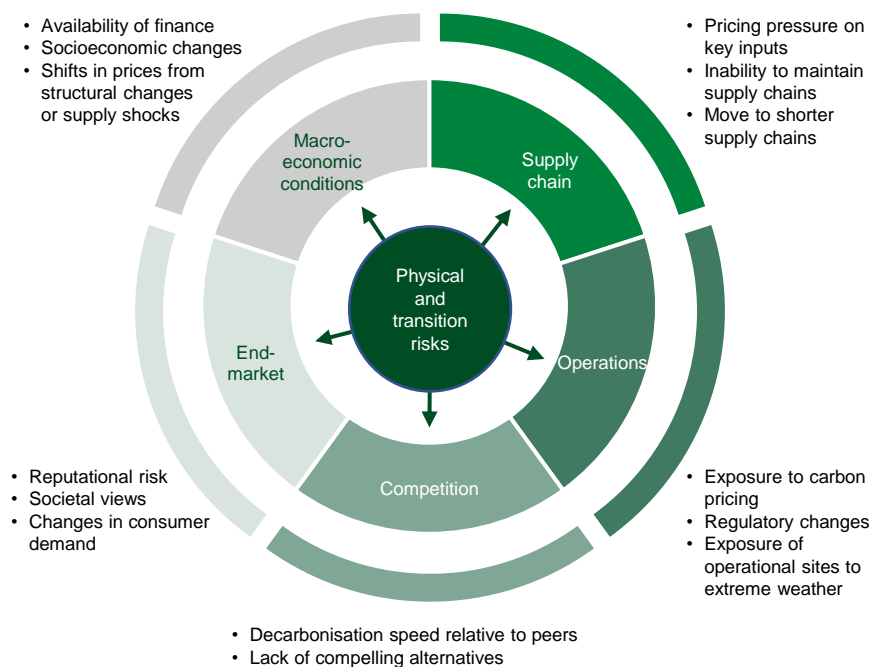 • Availability of finance
• Socioeconomic changes
• Shifts in prices from
structural changes
or supply shocks
• Pricing pressure on
key inputs
• Inability to maintain
supply chains
• Move to shorter
supply chains
Macro-
economic
conditions
Supply
chain
Physical
and
transition
risks
End-
market
Operations
Competition
• Reputational risk
• Societal views
• Changes in consumer
demand
• Exposure to carbon
pricing
• Regulatory changes
• Exposure of
operational sites to
extreme weather
• Decarbonisation speed relative to peers
• Lack of compelling alternatives